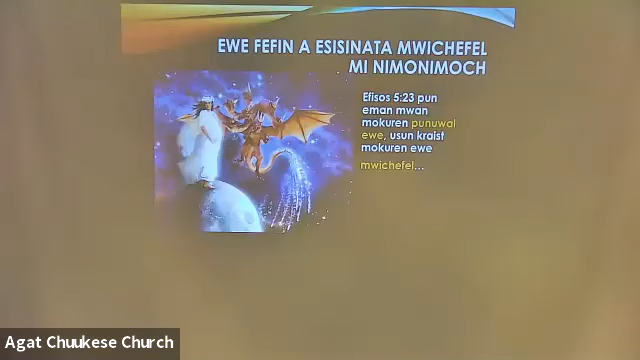 EWE FEFIN A ESISINATA MWICHEFEL
MI NIMONIMOCH
Efisos 5:23 pun
eman mwan
mokuren punuwal
ewe, usun kraist
mokuren ewe
mwichefel...
Agat Chuukese Church